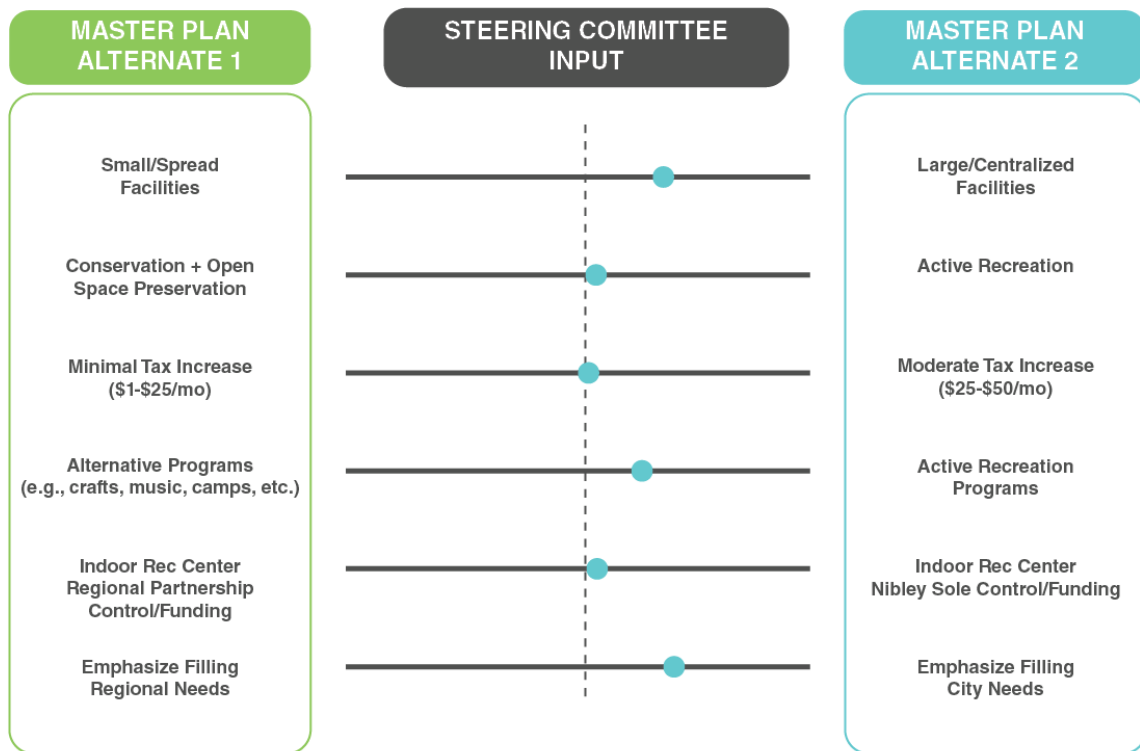 MASTER PLAN
ALTERNATE 1
STEERING COMMITTEE
INPUT
MASTER PLAN
ALTERNATE 2
Small/Spread
Facilities
Large/Centralized
Facilities
Conservation + Open
Space Preservation
Active Recreation
Minimal Tax Increase
($1-$25/mo)
Moderate Tax Increase
($25-$50/mo)
Alternative Programs
(e.g., crafts, music, camps, etc.)
Active Recreation
Programs
Indoor Rec Center
Regional Partnership
Control/Funding
Indoor Rec Center
Nibley Sole Control/Funding
Emphasize Filling
Regional Needs
Emphasize Filling
City Needs